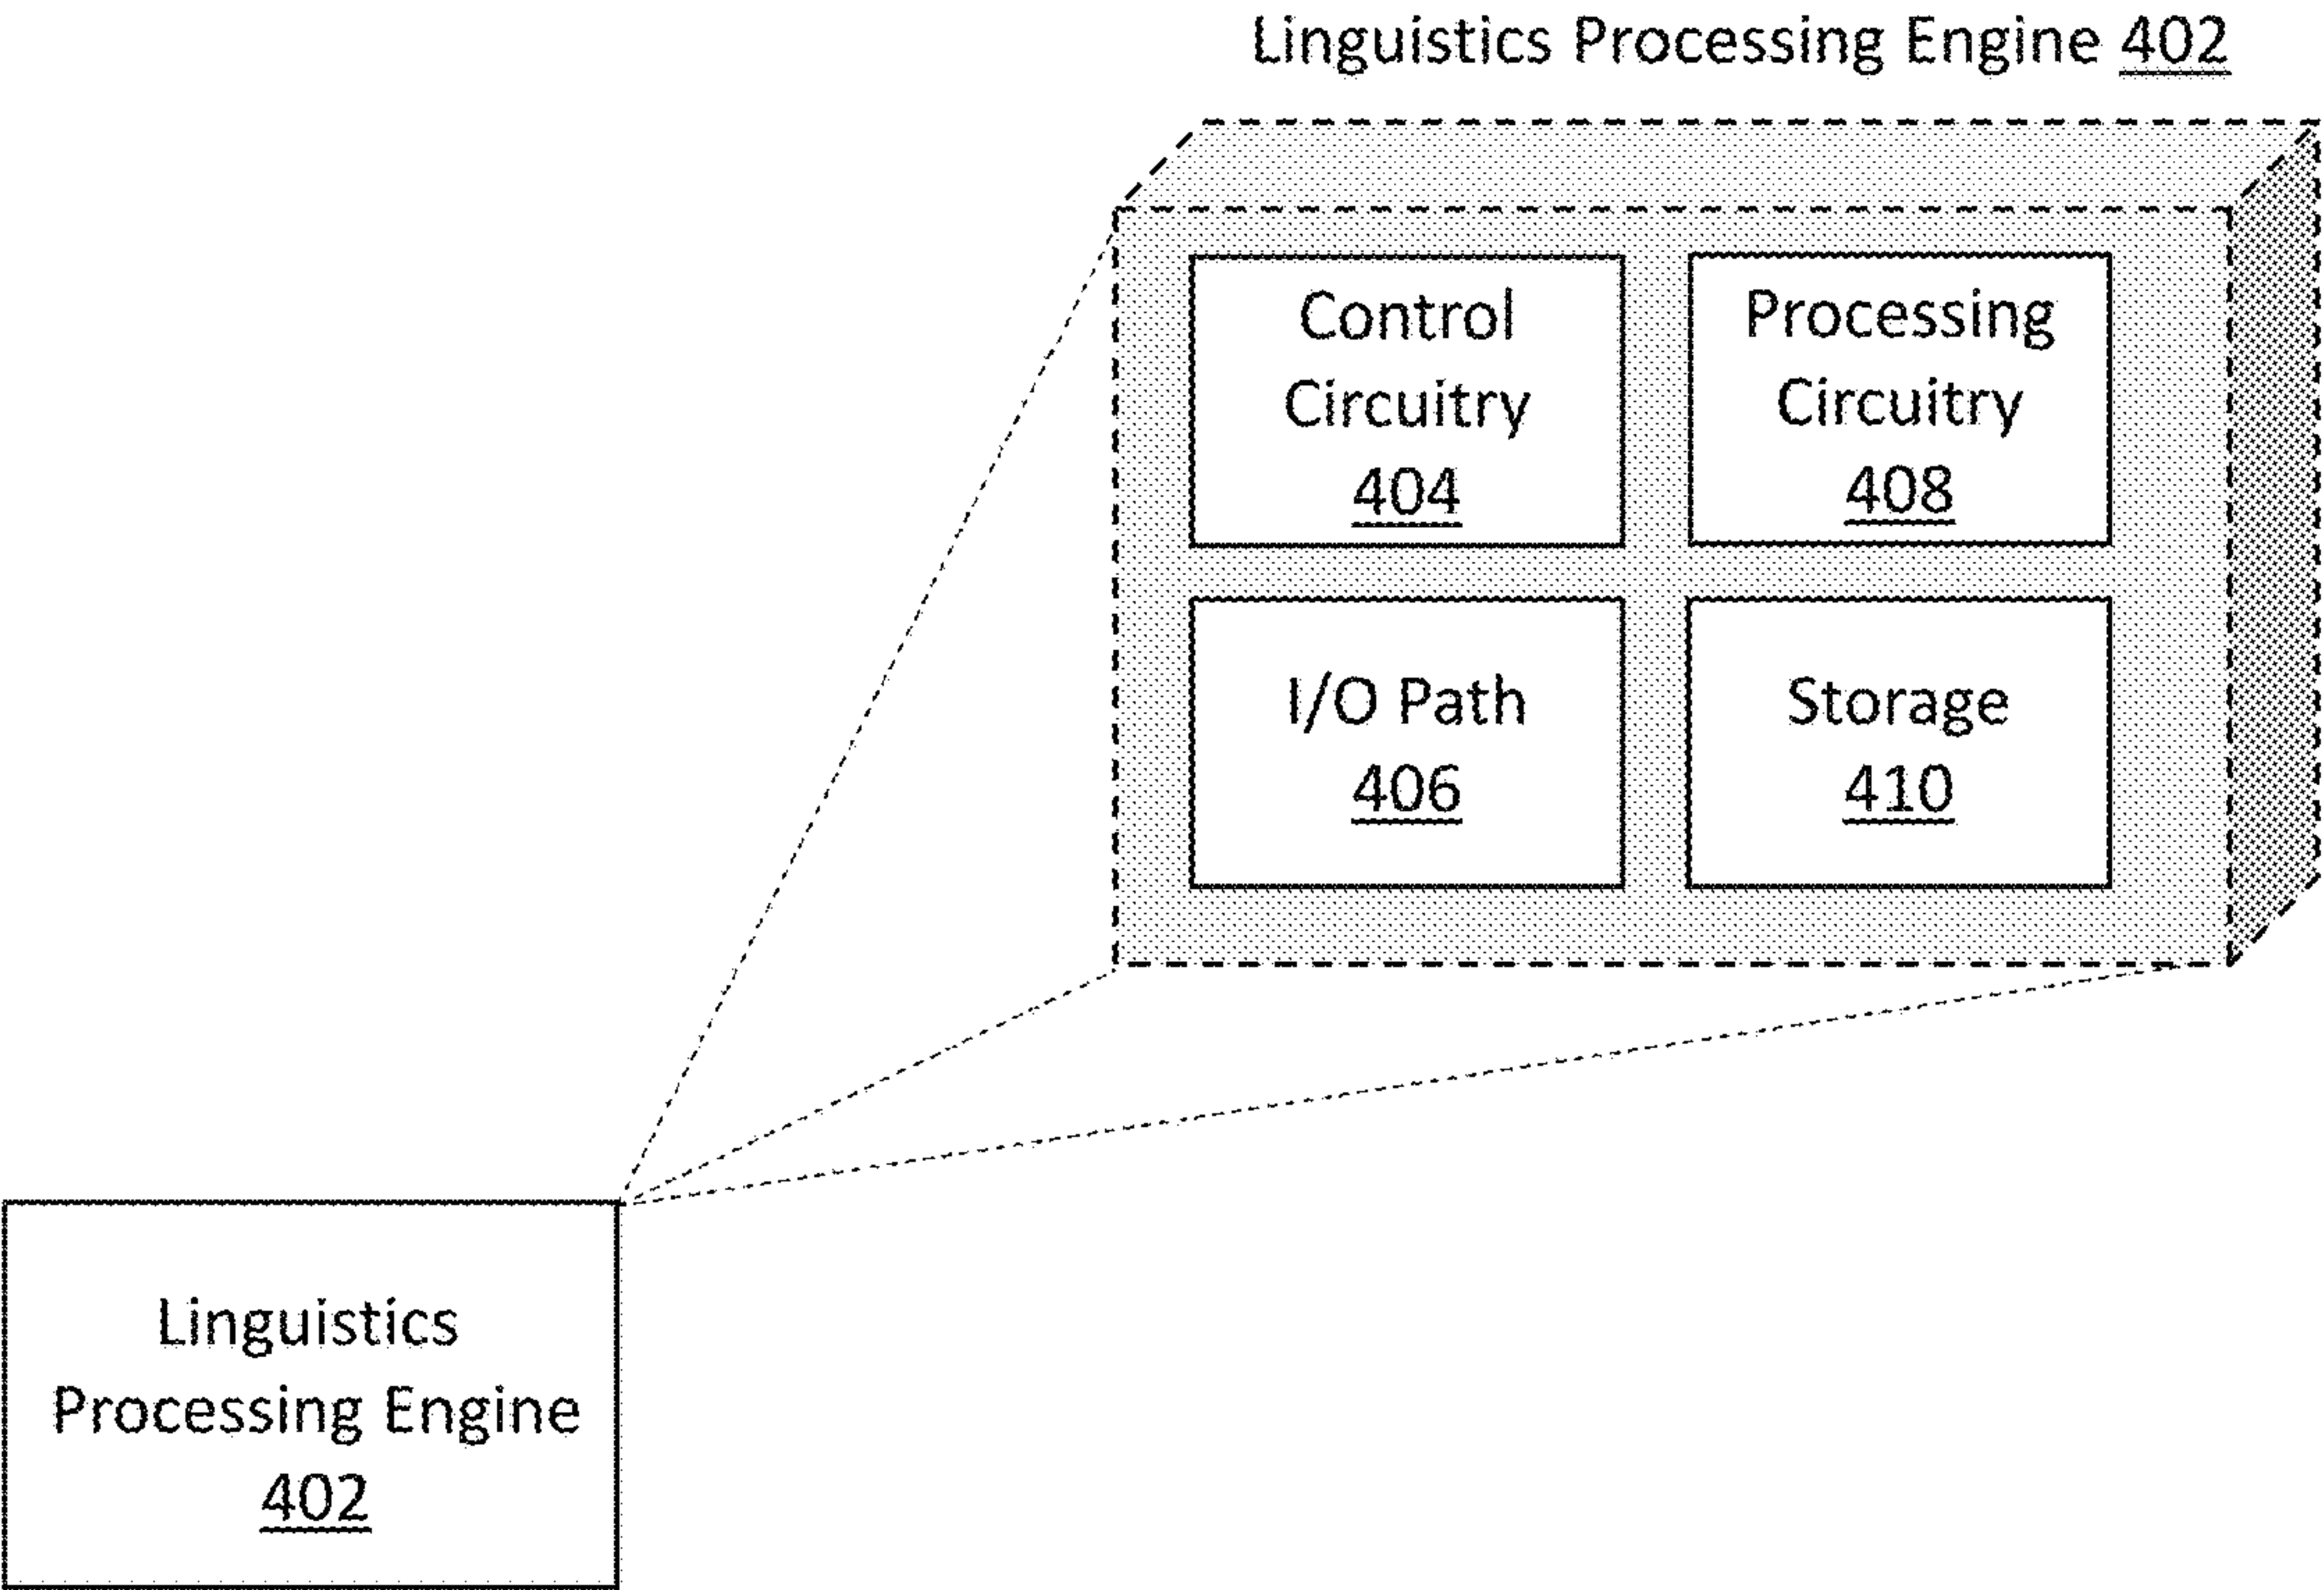 Linguistics Processing Engine 402
Control
Circuitry
404
Processing
Circuitry
408
I/O Path
406
Storage
410
Linguistics
Processing Engine
402